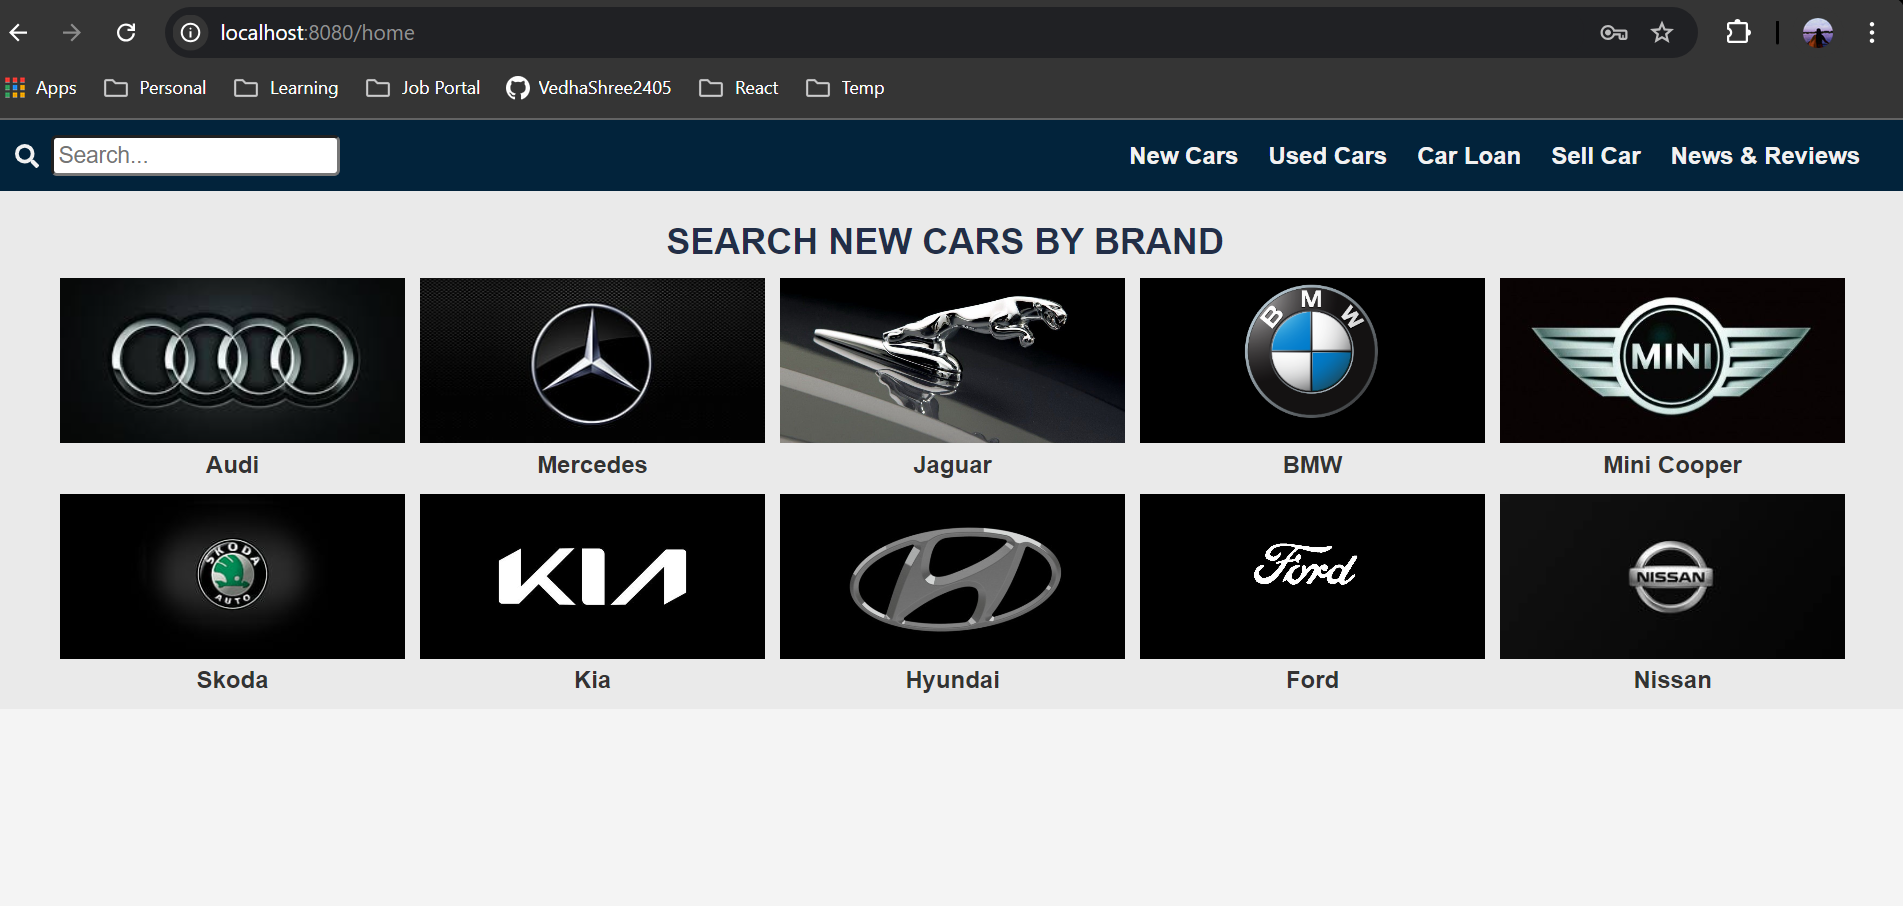 localhost:8080/home
Apps Personal Learning Job Portal VedhaShree2405 React Temp
Search... New Cars Used Cars Car Loan Sell Car News & Reviews
SEARCH NEW CARS BY BRAND
BMW MINI
Audi Mercedes Jaguar BMW Mini Cooper
SKODA AUTO KIA Ford NISSAN
Skoda Kia Hyundai Ford Nissan